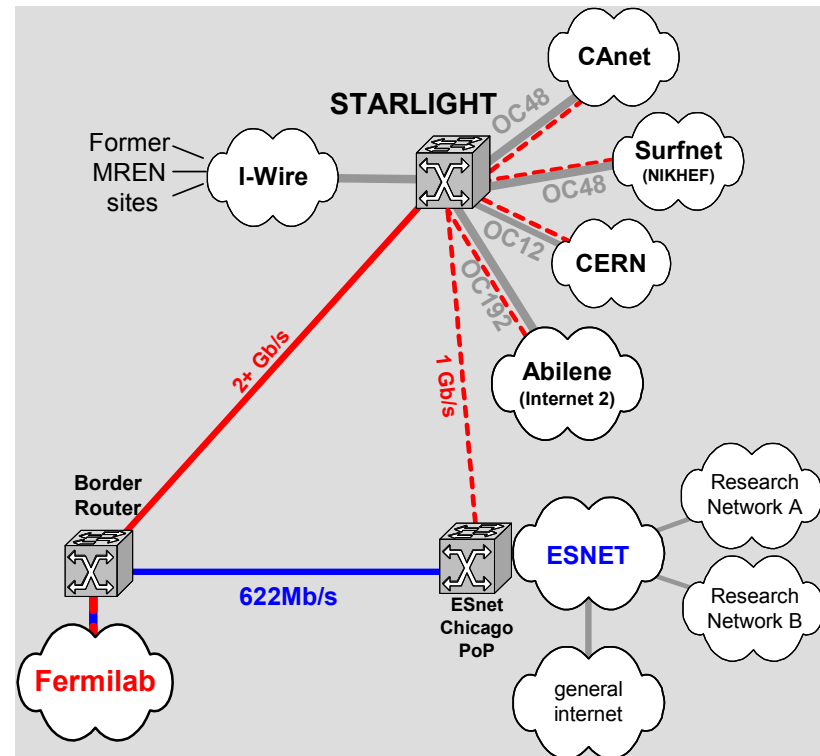 CAnet
STARLIGHT
OC48
Former
MREN
sites
I-Wire
Surfnet
(NIKHEF)
OC48
OC12
CERN
OC192
Abilene
(Internet 2)
2+ Gb/s
1 Gb/s
Border
Router
Research
Network A
ESNET
622Mb/s
ESnet
Chicago
PoP
Research
Network B
Fermilab
general
internet